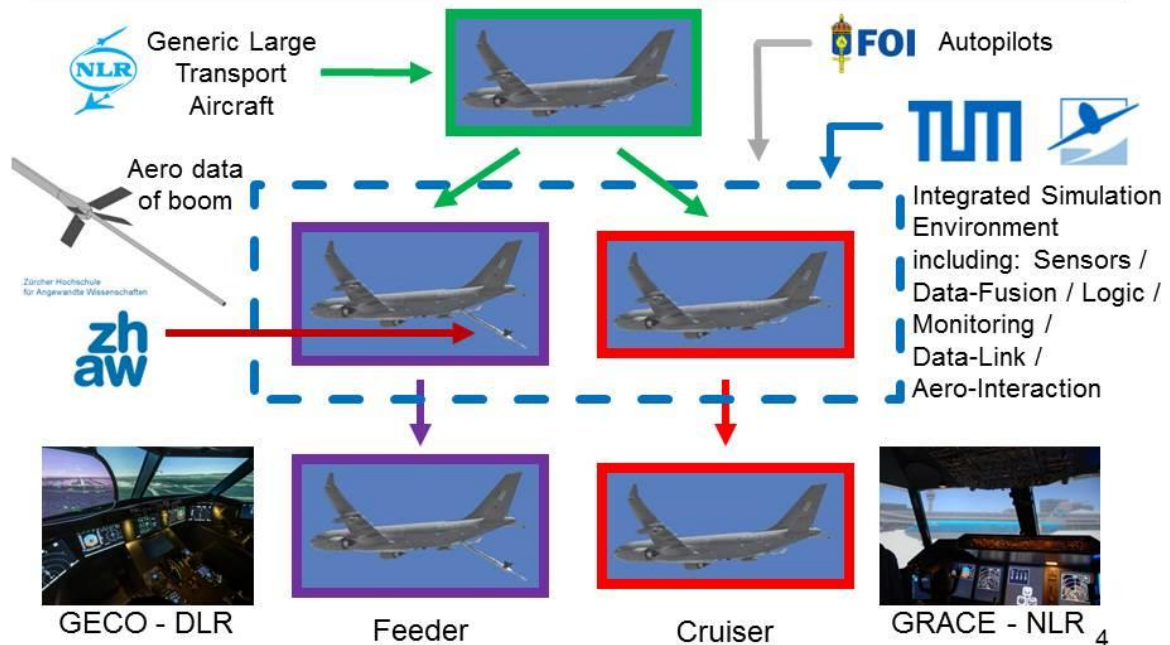 NLR
Generic Large
Transport
Aircraft
FOI
Autopilots
TUM
Aero data
of boom
Integrated Simulation
Environment
including: Sensors /
Data-Fusion / Logic /
Monitoring /
Data-Link /
Aero-Interaction
Zürcher Hochschule
für Angewandte Wissenschaften
zh
aw
GECO - DLR
Feeder
Cruiser
GRACE - NLR
4